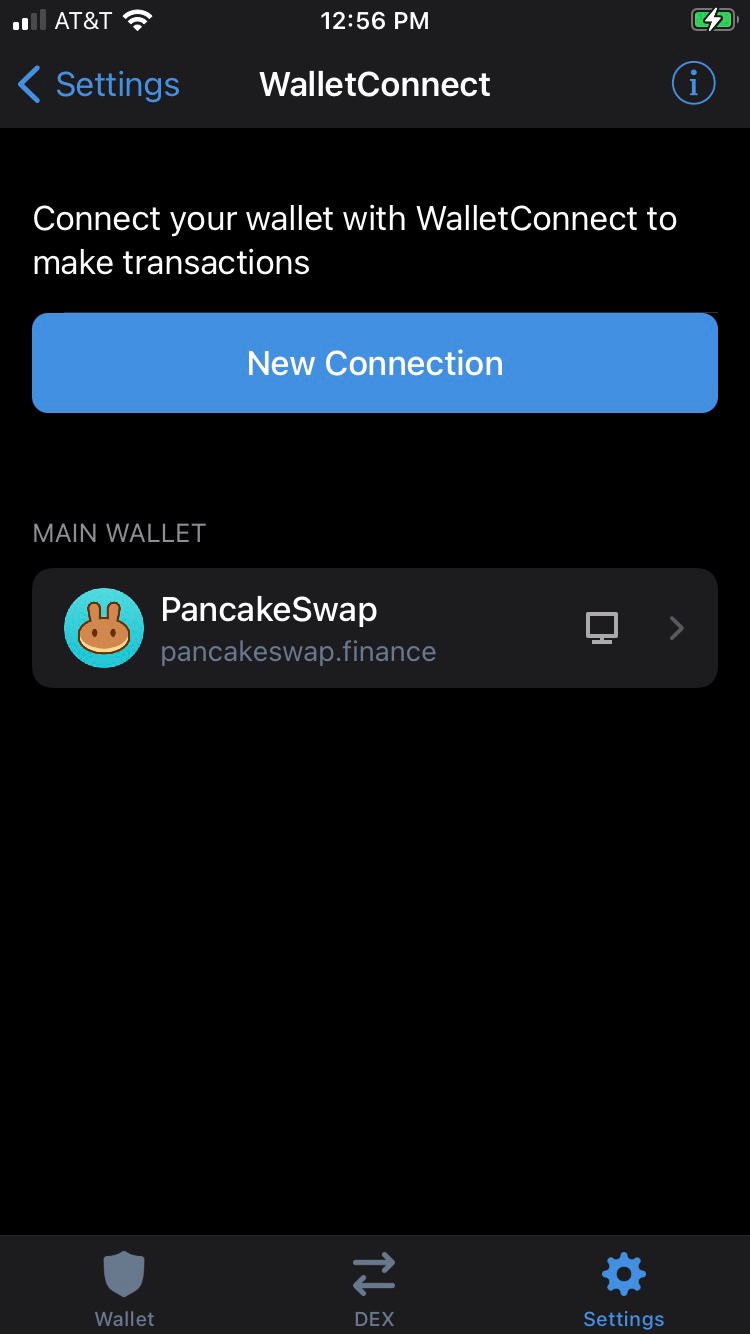 AT&T 12:56 PM
Settings WalletConnect i
Connect your wallet with WalletConnect to
make transactions
New Connection
MAIN WALLET
PancakeSwap
pancakeswap.finance
Wallet DEX Settings